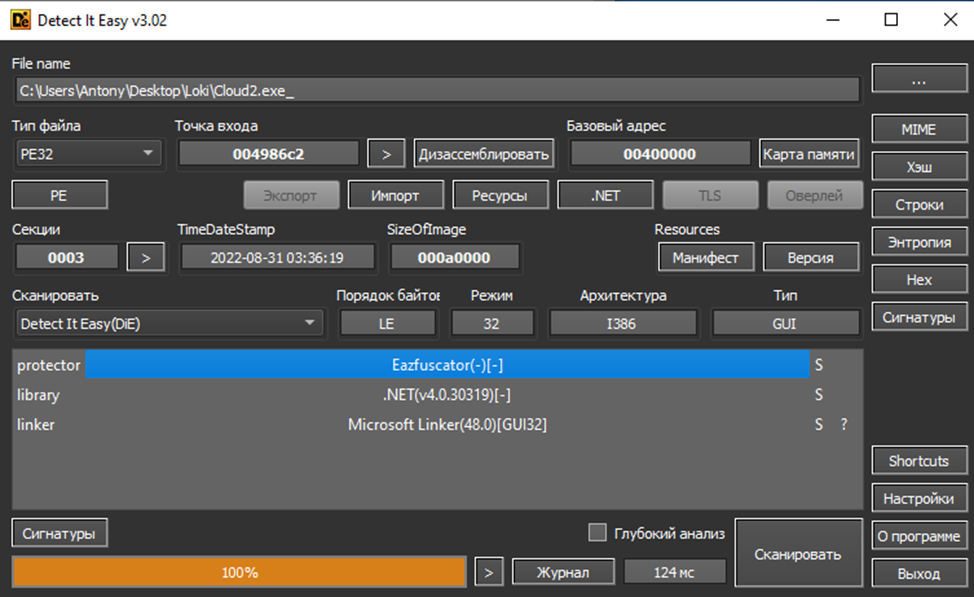 Detect It Easy v3.02
File name
...
C:\Users\Antony\Desktop\Loki\Cloud2.exe_
Тип файла Точка входа Базовый адрес
MIME
PE32 004986c2 > Дизассемблировать 00400000 Карта памяти
Хэш
PE Экспорт Импорт Ресурсы .NET TLS Оверлей
Строки
Секции TimeDateStamp SizeOfImage Resources
Энтропия
0003 > 2022-08-31 03:36:19 000a0000 Манифест Версия
Hex
Сканировать Порядок байтов Режим Архитектура Тип
Сигнатуры
Detect It Easy(DiE) LE 32 I386 GUI
protector Eazfuscator(-)[-] S
library .NET(v4.0.30319)[-] S
linker Microsoft Linker(48.0)[GUI32] S ?
Shortcuts
Настройки
Сигнатуры Глубокий анализ Сканировать О программе
100% > Журнал 124 мс Выход